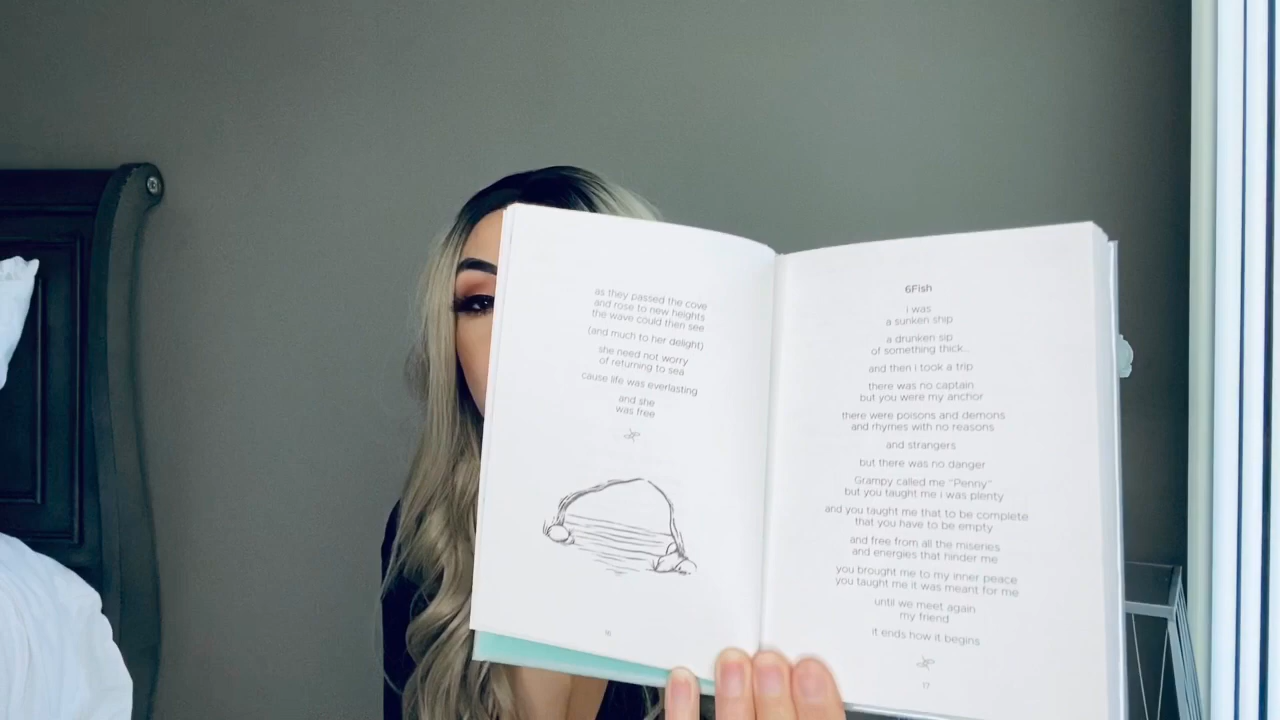 as they passed the cove
and rose to new heights
the wave could then see
(and much to her delight)
she need not worry
of returning to sea
cause life was everlasting
and she
was free
16
6Fish
i was
a sunken ship
a drunken sip
of something thick...
and then i took a trip
there was no captain
but you were my anchor
there were poisons and demons
and rhymes with no reasons
and strangers
but there was no danger
Grampy called me "Penny"
but you taught me i was plenty
and you taught me that to be complete
that you have to be empty
and free from all the miseries
and energies that hinder me
you brought me to my inner peace
you taught me it was meant for me
until we meet again
my friend
it ends how it begins
17